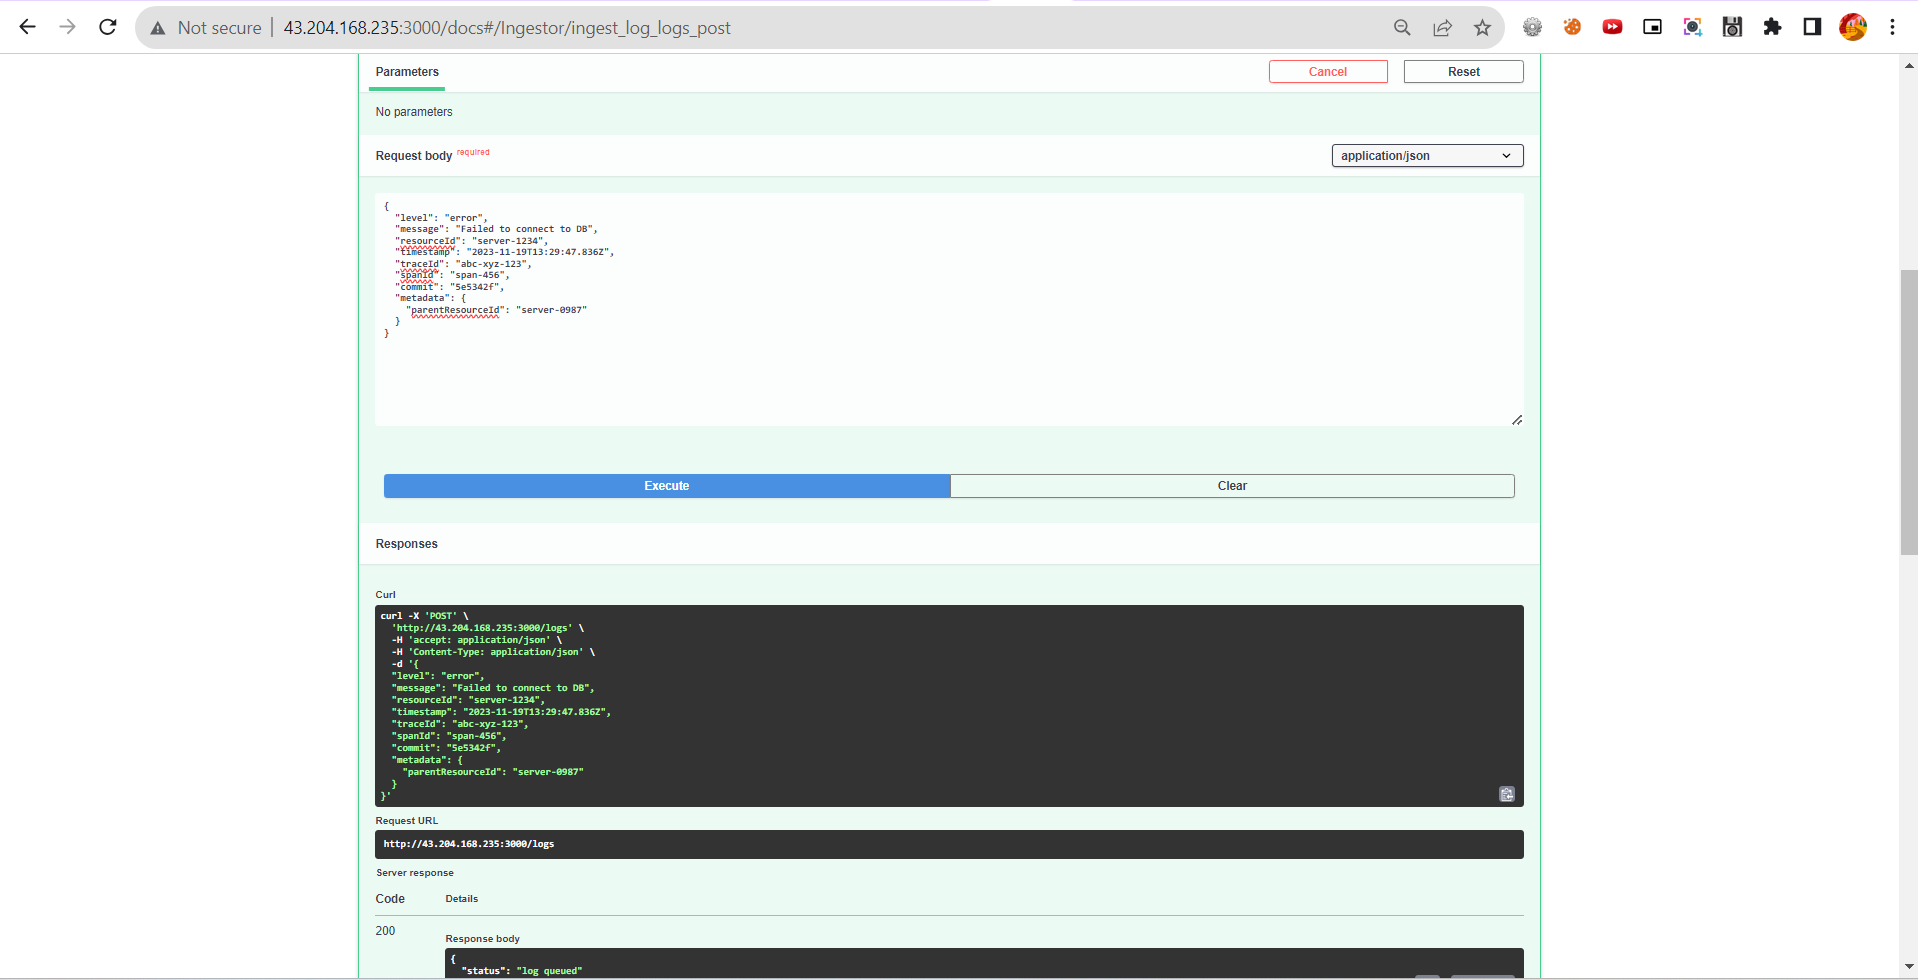 Not secure | 43.204.168.235:3000/docs#/Ingestor/ingest_log_logs_post
Parameters
Cancel
Reset
No parameters
Request body required
application/json
{
  "level": "error",
  "message": "Failed to connect to DB",
  "resourceId": "server-1234",
  "timestamp": "2023-11-19T13:29:47.836Z",
  "traceId": "abc-xyz-123",
  "spanId": "span-456",
  "commit": "5e5342f",
  "metadata": {
    "parentResourceId": "server-0987"
  }
}
Execute
Clear
Responses
Curl
curl -X 'POST' \
  'http://43.204.168.235:3000/logs' \
  -H 'accept: application/json' \
  -H 'Content-Type: application/json' \
  -d '{
  "level": "error",
  "message": "Failed to connect to DB",
  "resourceId": "server-1234",
  "timestamp": "2023-11-19T13:29:47.836Z",
  "traceId": "abc-xyz-123",
  "spanId": "span-456",
  "commit": "5e5342f",
  "metadata": {
    "parentResourceId": "server-0987"
  }
}'
Request URL
http://43.204.168.235:3000/logs
Server response
Code
Details
200
Response body
{
  "status": "log queued"